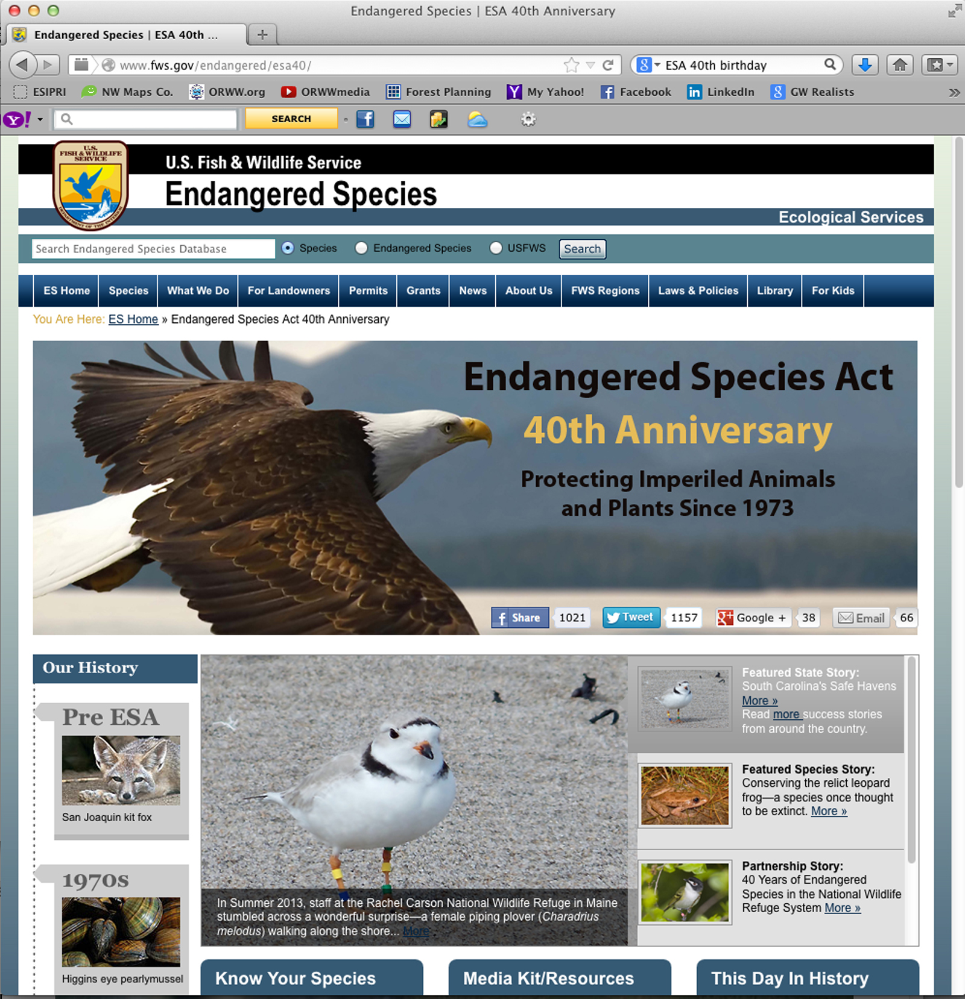 Endangered Species | ESA 40th Anniversary
Endangered Species | ESA 40th ...
www.fws.gov/endangered/esa40/
ESA 40th birthday
ESIPRI NW Maps Co. ORWW.org ORWWmedia Forest Planning My Yahoo! Facebook LinkedIn GW Realists
SEARCH
U.S.
FISH & WILDLIFE
SERVICE
DEPARTMENT OF THE INTERIOR
U.S. Fish & Wildlife Service
Endangered Species
Ecological Services
Search Endangered Species Database Species Endangered Species USFWS Search
ES Home Species What We Do For Landowners Permits Grants News About Us FWS Regions Laws & Policies Library For Kids
You Are Here: ES Home » Endangered Species Act 40th Anniversary
Endangered Species Act
40th Anniversary
Protecting Imperiled Animals
and Plants Since 1973
Share 1021 Tweet 1157 Google + 38 Email 66
Our History
Pre ESA
San Joaquin kit fox
1970s
Higgins eye pearlymussel
In Summer 2013, staff at the Rachel Carson National Wildlife Refuge in Maine
stumbled across a wonderful surprise—a female piping plover (Charadrius
melodus) walking along the shore... More
Featured State Story:
South Carolina's Safe Havens
More »
Read more success stories
from around the country.
Featured Species Story:
Conserving the relict leopard
frog—a species once thought
to be extinct. More »
Partnership Story:
40 Years of Endangered
Species in the National Wildlife
Refuge System More »
Know Your Species
Media Kit/Resources
This Day In History